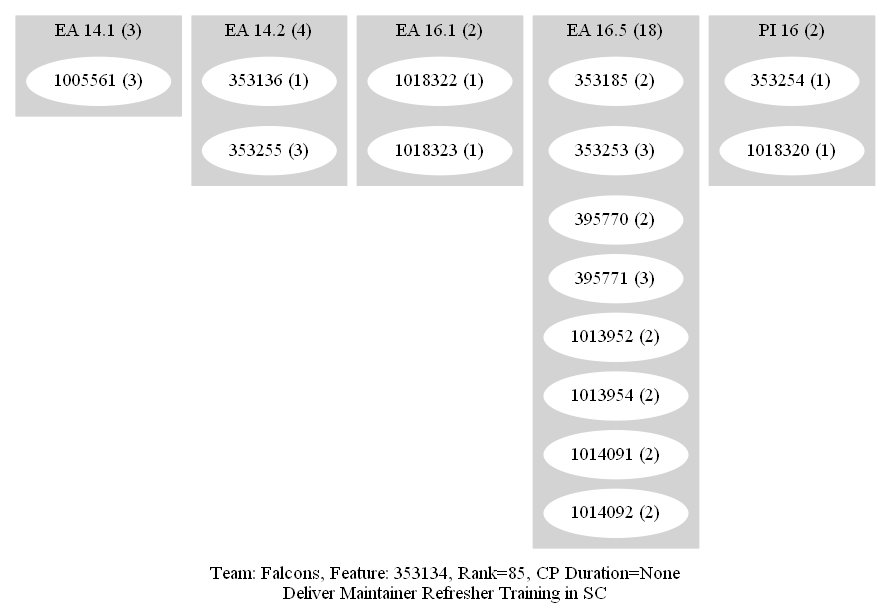 EA 14.1 (3)
1005561 (3)
EA 14.2 (4)
353136 (1)
353255 (3)
EA 16.1 (2)
1018322 (1)
1018323 (1)
EA 16.5 (18)
353185 (2)
353253 (3)
395770 (2)
395771 (3)
1013952 (2)
1013954 (2)
1014091 (2)
1014092 (2)
PI 16 (2)
353254 (1)
1018320 (1)
Team: Falcons, Feature: 353134, Rank=85, CP Duration=None
Deliver Maintainer Refresher Training in SC